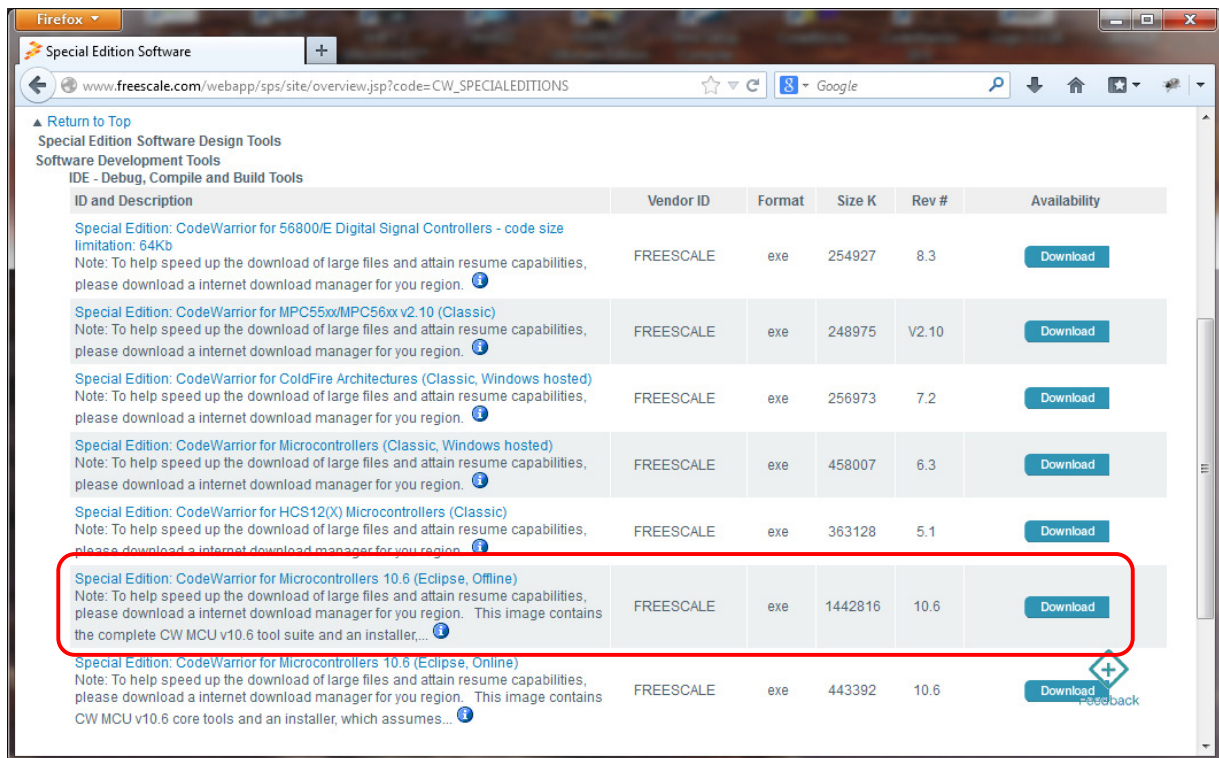 Firefox
Special Edition Software
www.freescale.com/webapp/sps/site/overview.jsp?code=CW_SPECIALEDITIONS
Google
Return to Top
Special Edition Software Design Tools
Software Development Tools
IDE - Debug, Compile and Build Tools
ID and Description Vendor ID Format Size K Rev # Availability
Special Edition: CodeWarrior for 56800/E Digital Signal Controllers - code size
limitation: 64Kb
Note: To help speed up the download of large files and attain resume capabilities,
please download a internet download manager for you region.
FREESCALE exe 254927 8.3 Download
Special Edition: CodeWarrior for MPC55xx/MPC56xx v2.10 (Classic)
Note: To help speed up the download of large files and attain resume capabilities,
please download a internet download manager for you region.
FREESCALE exe 248975 V2.10 Download
Special Edition: CodeWarrior for ColdFire Architectures (Classic, Windows hosted)
Note: To help speed up the download of large files and attain resume capabilities,
please download a internet download manager for you region.
FREESCALE exe 256973 7.2 Download
Special Edition: CodeWarrior for Microcontrollers (Classic, Windows hosted)
Note: To help speed up the download of large files and attain resume capabilities,
please download a internet download manager for you region.
FREESCALE exe 458007 6.3 Download
Special Edition: CodeWarrior for HCS12(X) Microcontrollers (Classic)
Note: To help speed up the download of large files and attain resume capabilities,
please download a internet download manager for you region.
FREESCALE exe 363128 5.1 Download
Special Edition: CodeWarrior for Microcontrollers 10.6 (Eclipse, Offline)
Note: To help speed up the download of large files and attain resume capabilities,
please download a internet download manager for you region. This image contains
the complete CW MCU v10.6 tool suite and an installer,...
FREESCALE exe 1442816 10.6 Download
Special Edition: CodeWarrior for Microcontrollers 10.6 (Eclipse, Online)
Note: To help speed up the download of large files and attain resume capabilities,
please download a internet download manager for you region. This image contains
CW MCU v10.6 core tools and an installer, which assumes...
FREESCALE exe 443392 10.6 Download
Feedback